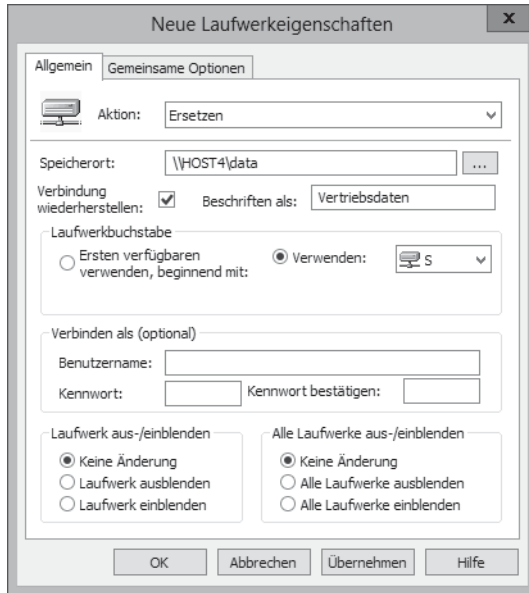 Neue Laufwerkeigenschaften
x
Allgemein
Gemeinsame Optionen
Aktion:
Ersetzen
Speicherort:
\\HOST4\data
...
Verbindung
wiederherstellen:
Beschriften als:
Vertriebsdaten
Laufwerkbuchstabe
Ersten verfügbaren
verwenden, beginnend mit:
Verwenden:
S
Verbinden als (optional)
Benutzername:
Kennwort:
Kennwort bestätigen:
Laufwerk aus-/einblenden
Keine Änderung
Laufwerk ausblenden
Laufwerk einblenden
Alle Laufwerke aus-/einblenden
Keine Änderung
Alle Laufwerke ausblenden
Alle Laufwerke einblenden
OK
Abbrechen
Übernehmen
Hilfe